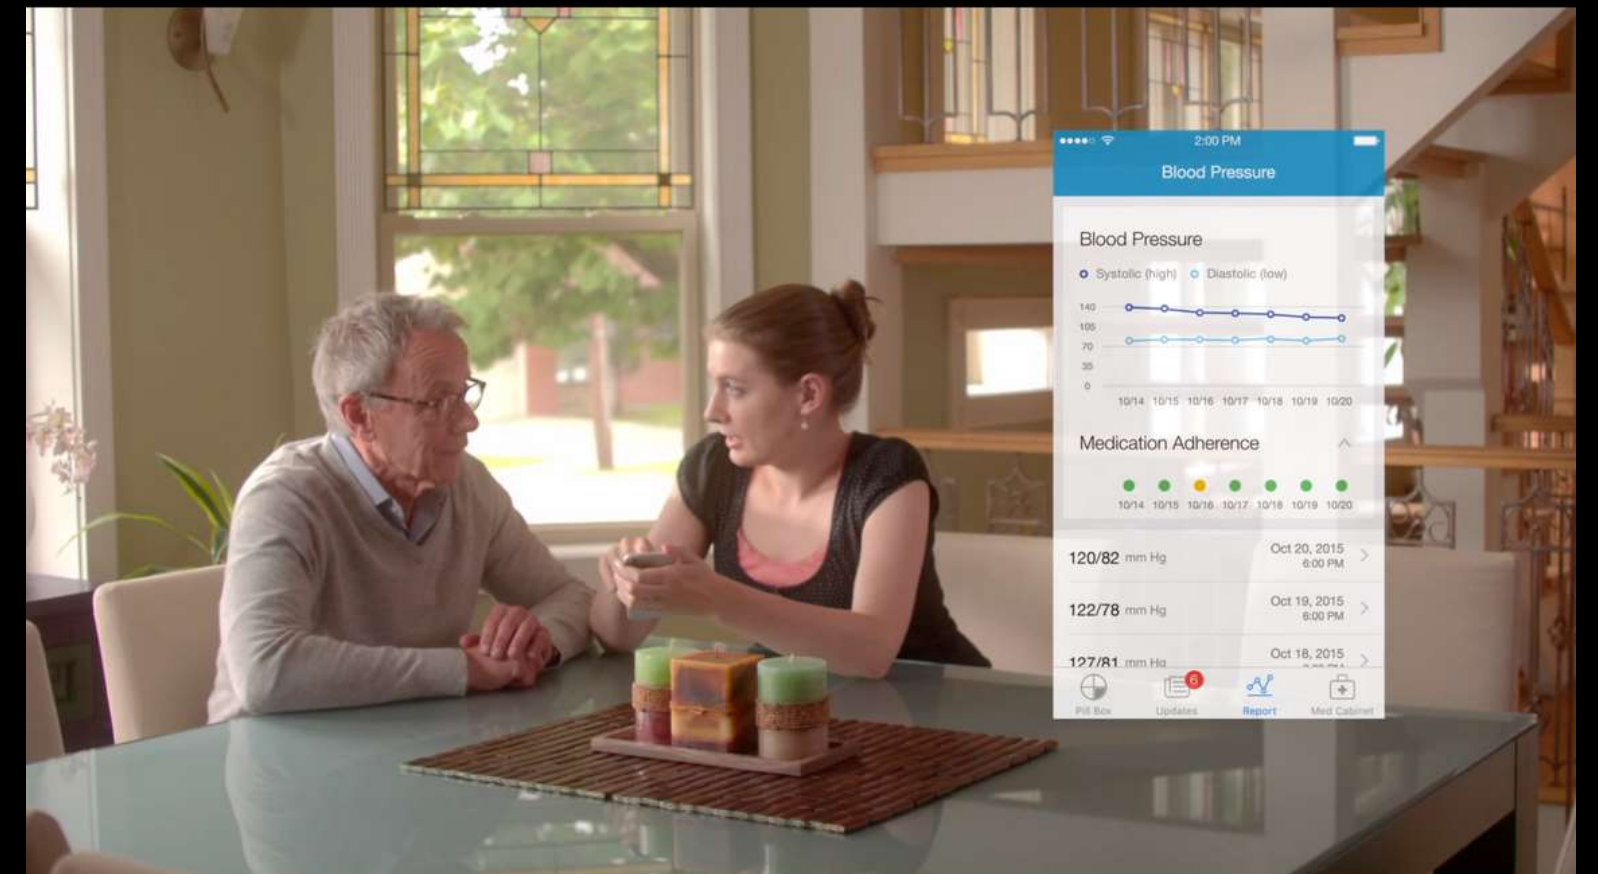 2:00 PM
Blood Pressure
Blood Pressure
Systolic (high) Diastolic (low)
140
105
70
35
0
10/14 10/15 10/16 10/17 10/18 10/19 10/20
Medication Adherence
10/14 10/15 10/16 10/17 10/18 10/19 10/20
120/82 mm Hg Oct 20, 2015
6:00 PM
122/78 mm Hg Oct 19, 2015
6:00 PM
127/81 mm Hg Oct 18, 2015
6
Pill Box Updates Report Med Cabinet